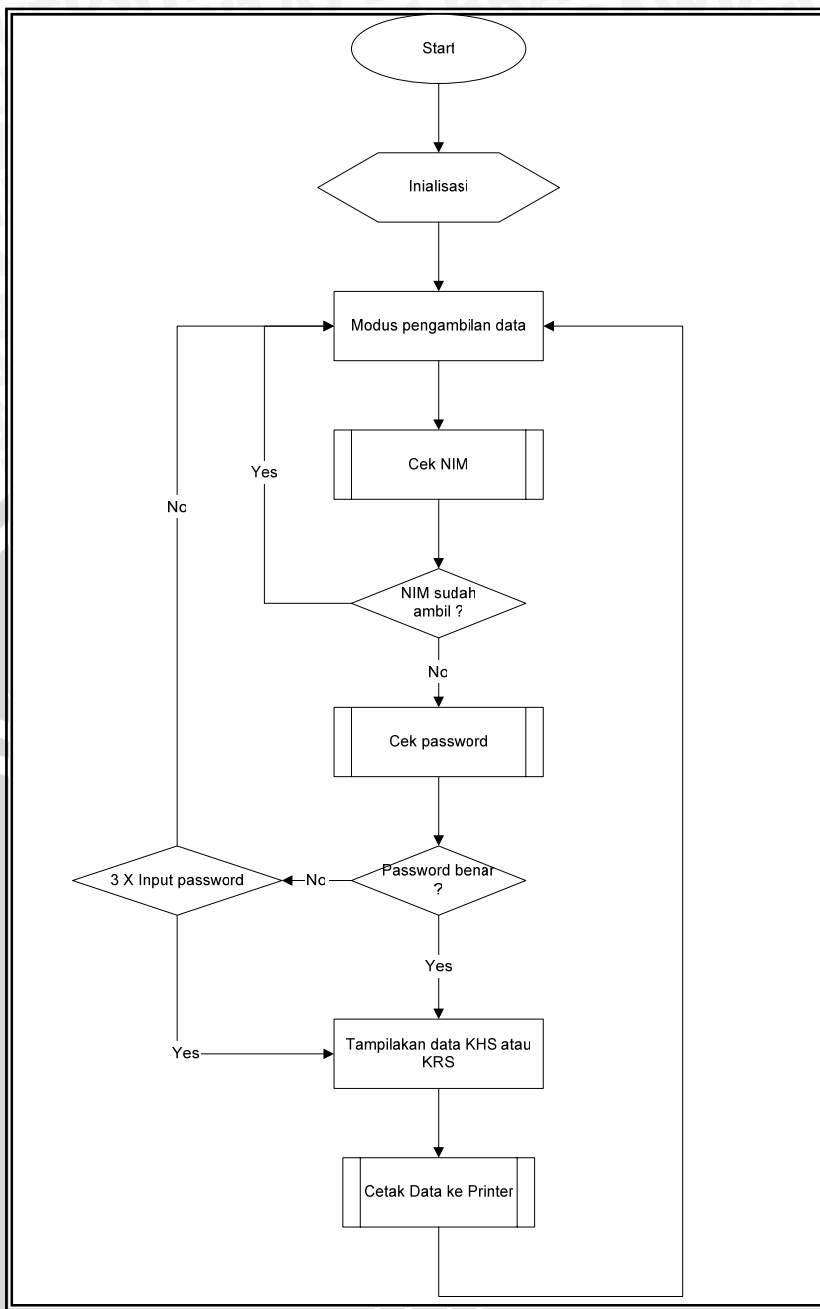 Start
Inialisasi
Modus pengambilan data
Cek NIM
Yes
No
NIM sudah
ambil ?
No
Cek password
3 X Input password
No
Password benar
?
Yes
Yes
Tampilakan data KHS atau
KRS
Cetak Data ke Printer